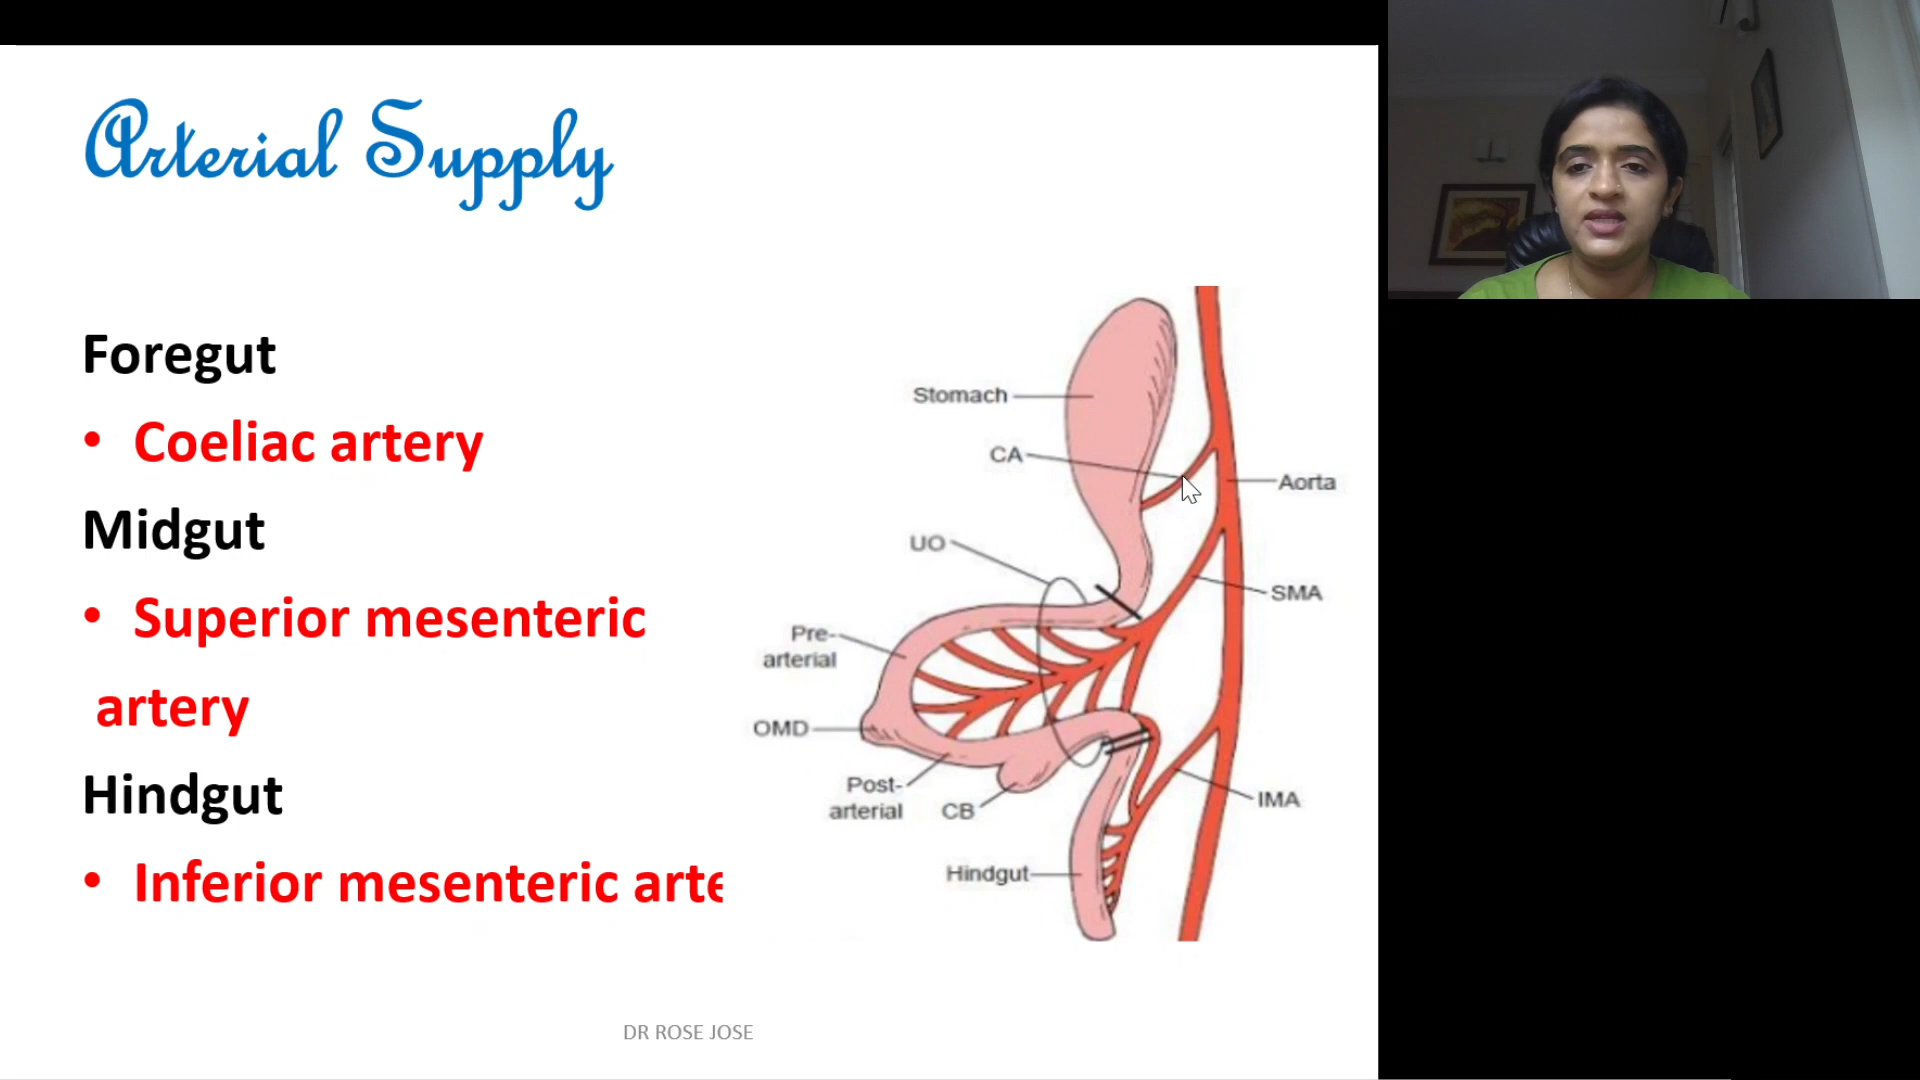 Arterial Supply
Foregut
• Coeliac artery
Midgut
• Superior mesenteric
artery
Hindgut
• Inferior mesenteric arte
Stomach
CA
Aorta
UO
SMA
Pre-
arterial
OMD
Post-
arterial
CB
IMA
Hindgut
DR ROSE JOSE